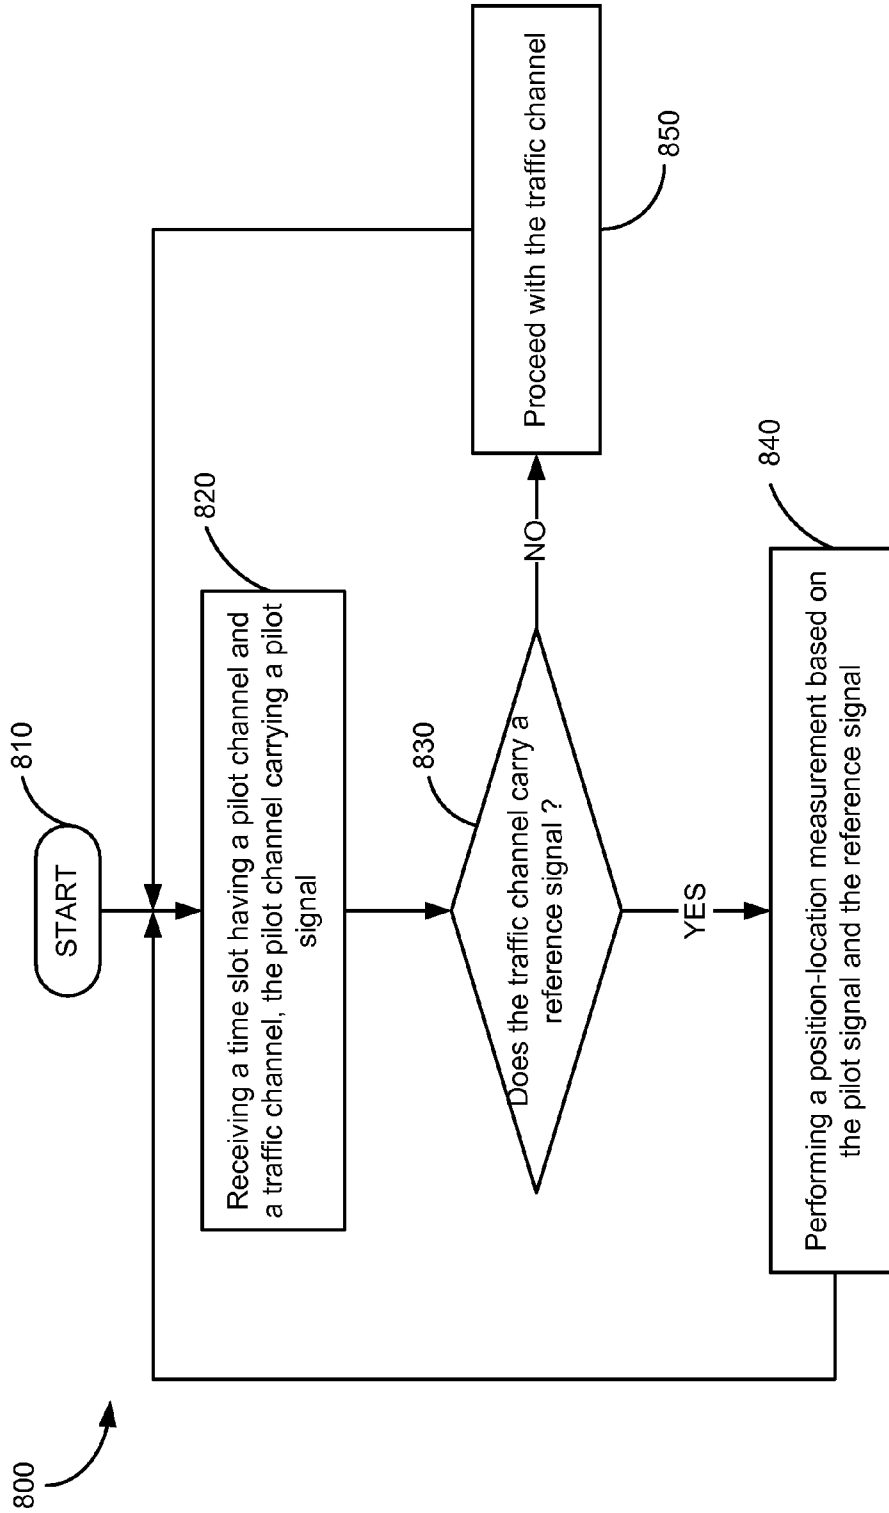 800
START
810
Receiving a time slot having a pilot channel and
a traffic channel, the pilot channel carrying a pilot
signal
820
Does the traffic channel carry a
reference signal ?
830
NO
Proceed with the traffic channel
850
YES
Performing a position-location measurement based on
the pilot signal and the reference signal
840